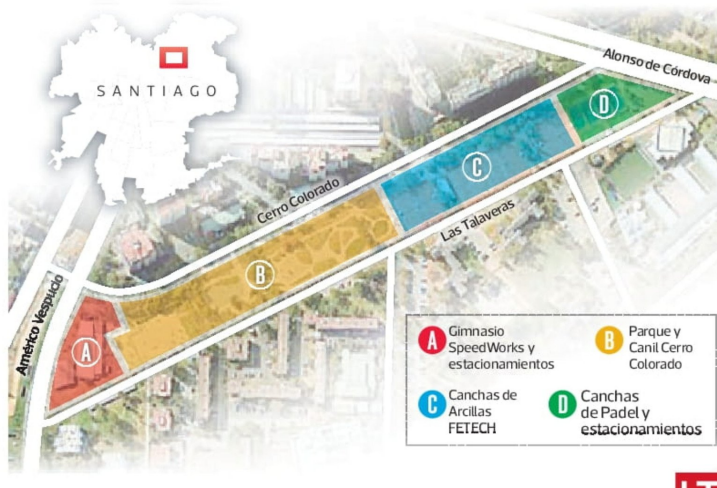 SANTIAGO
Alonso de Córdova
Cerro Colorado
Las Talaveras
Américo Vespucio
A
B
C
D
A Gimnasio
SpeedWorks y
estacionamientos
B Parque y
Canil Cerro
Colorado
C Canchas de
Arcillas
FETECH
D Canchas
de Padel y
estacionamientos
LT